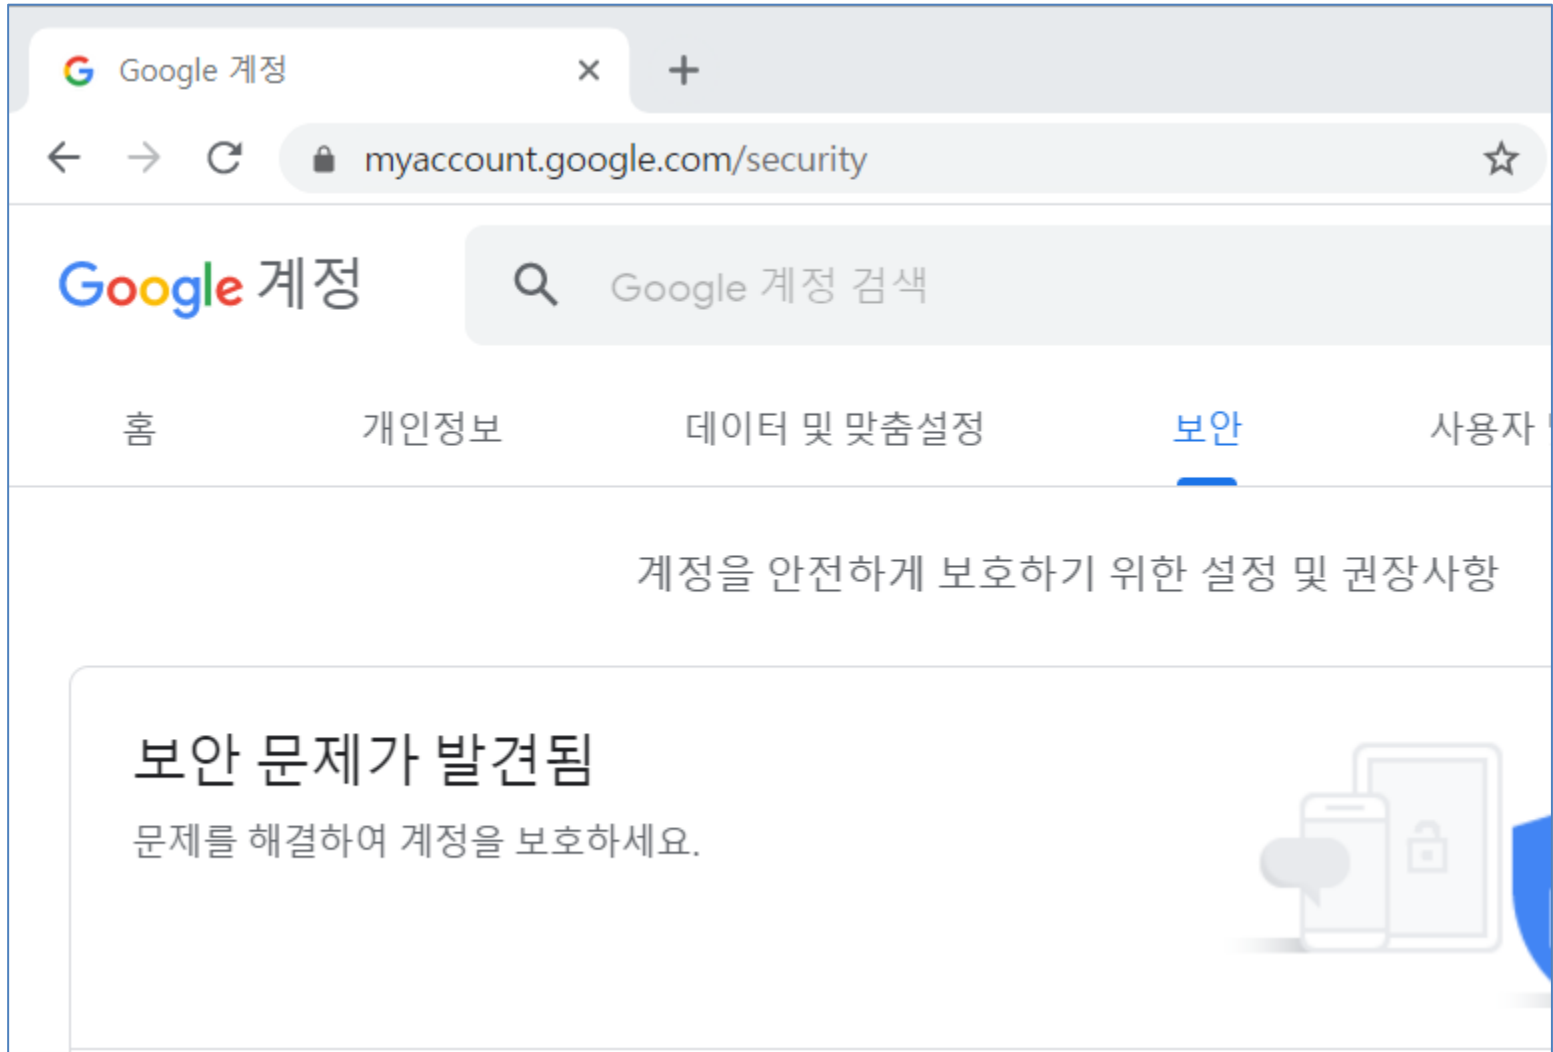 Google 계정
myaccount.google.com/security
Google 계정
Google 계정 검색
홈 개인정보 데이터 및 맞춤설정 보안 사용자
계정을 안전하게 보호하기 위한 설정 및 권장사항
보안 문제가 발견됨
문제를 해결하여 계정을 보호하세요.